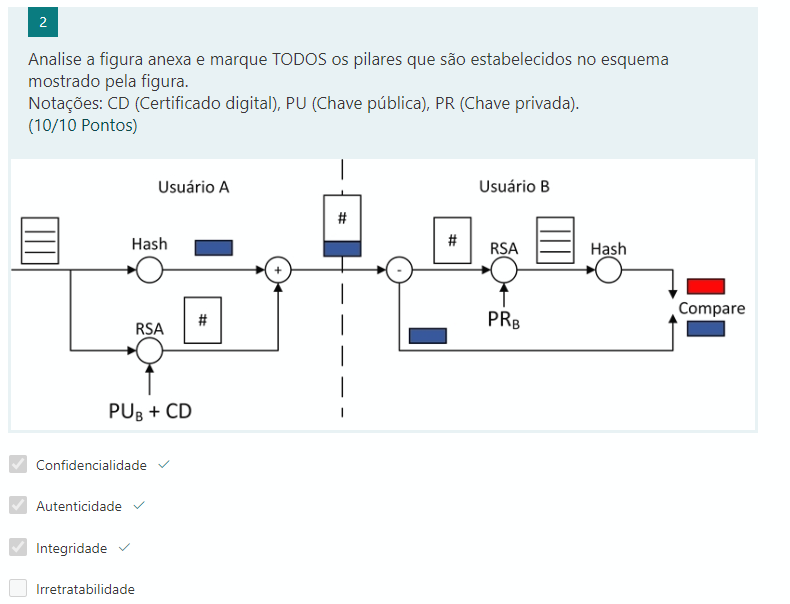 2
Analise a figura anexa e marque TODOS os pilares que são estabelecidos no esquema
mostrado pela figura.
Notações: CD (Certificado digital), PU (Chave pública), PR (Chave privada).
(10/10 Pontos)
Usuário A
Usuário B
#
Hash
#
RSA
Hash
+
-
#
RSA
PR_B
Compare
PU_B + CD
Confidencialidade
Autenticidade
Integridade
Irretratabilidade